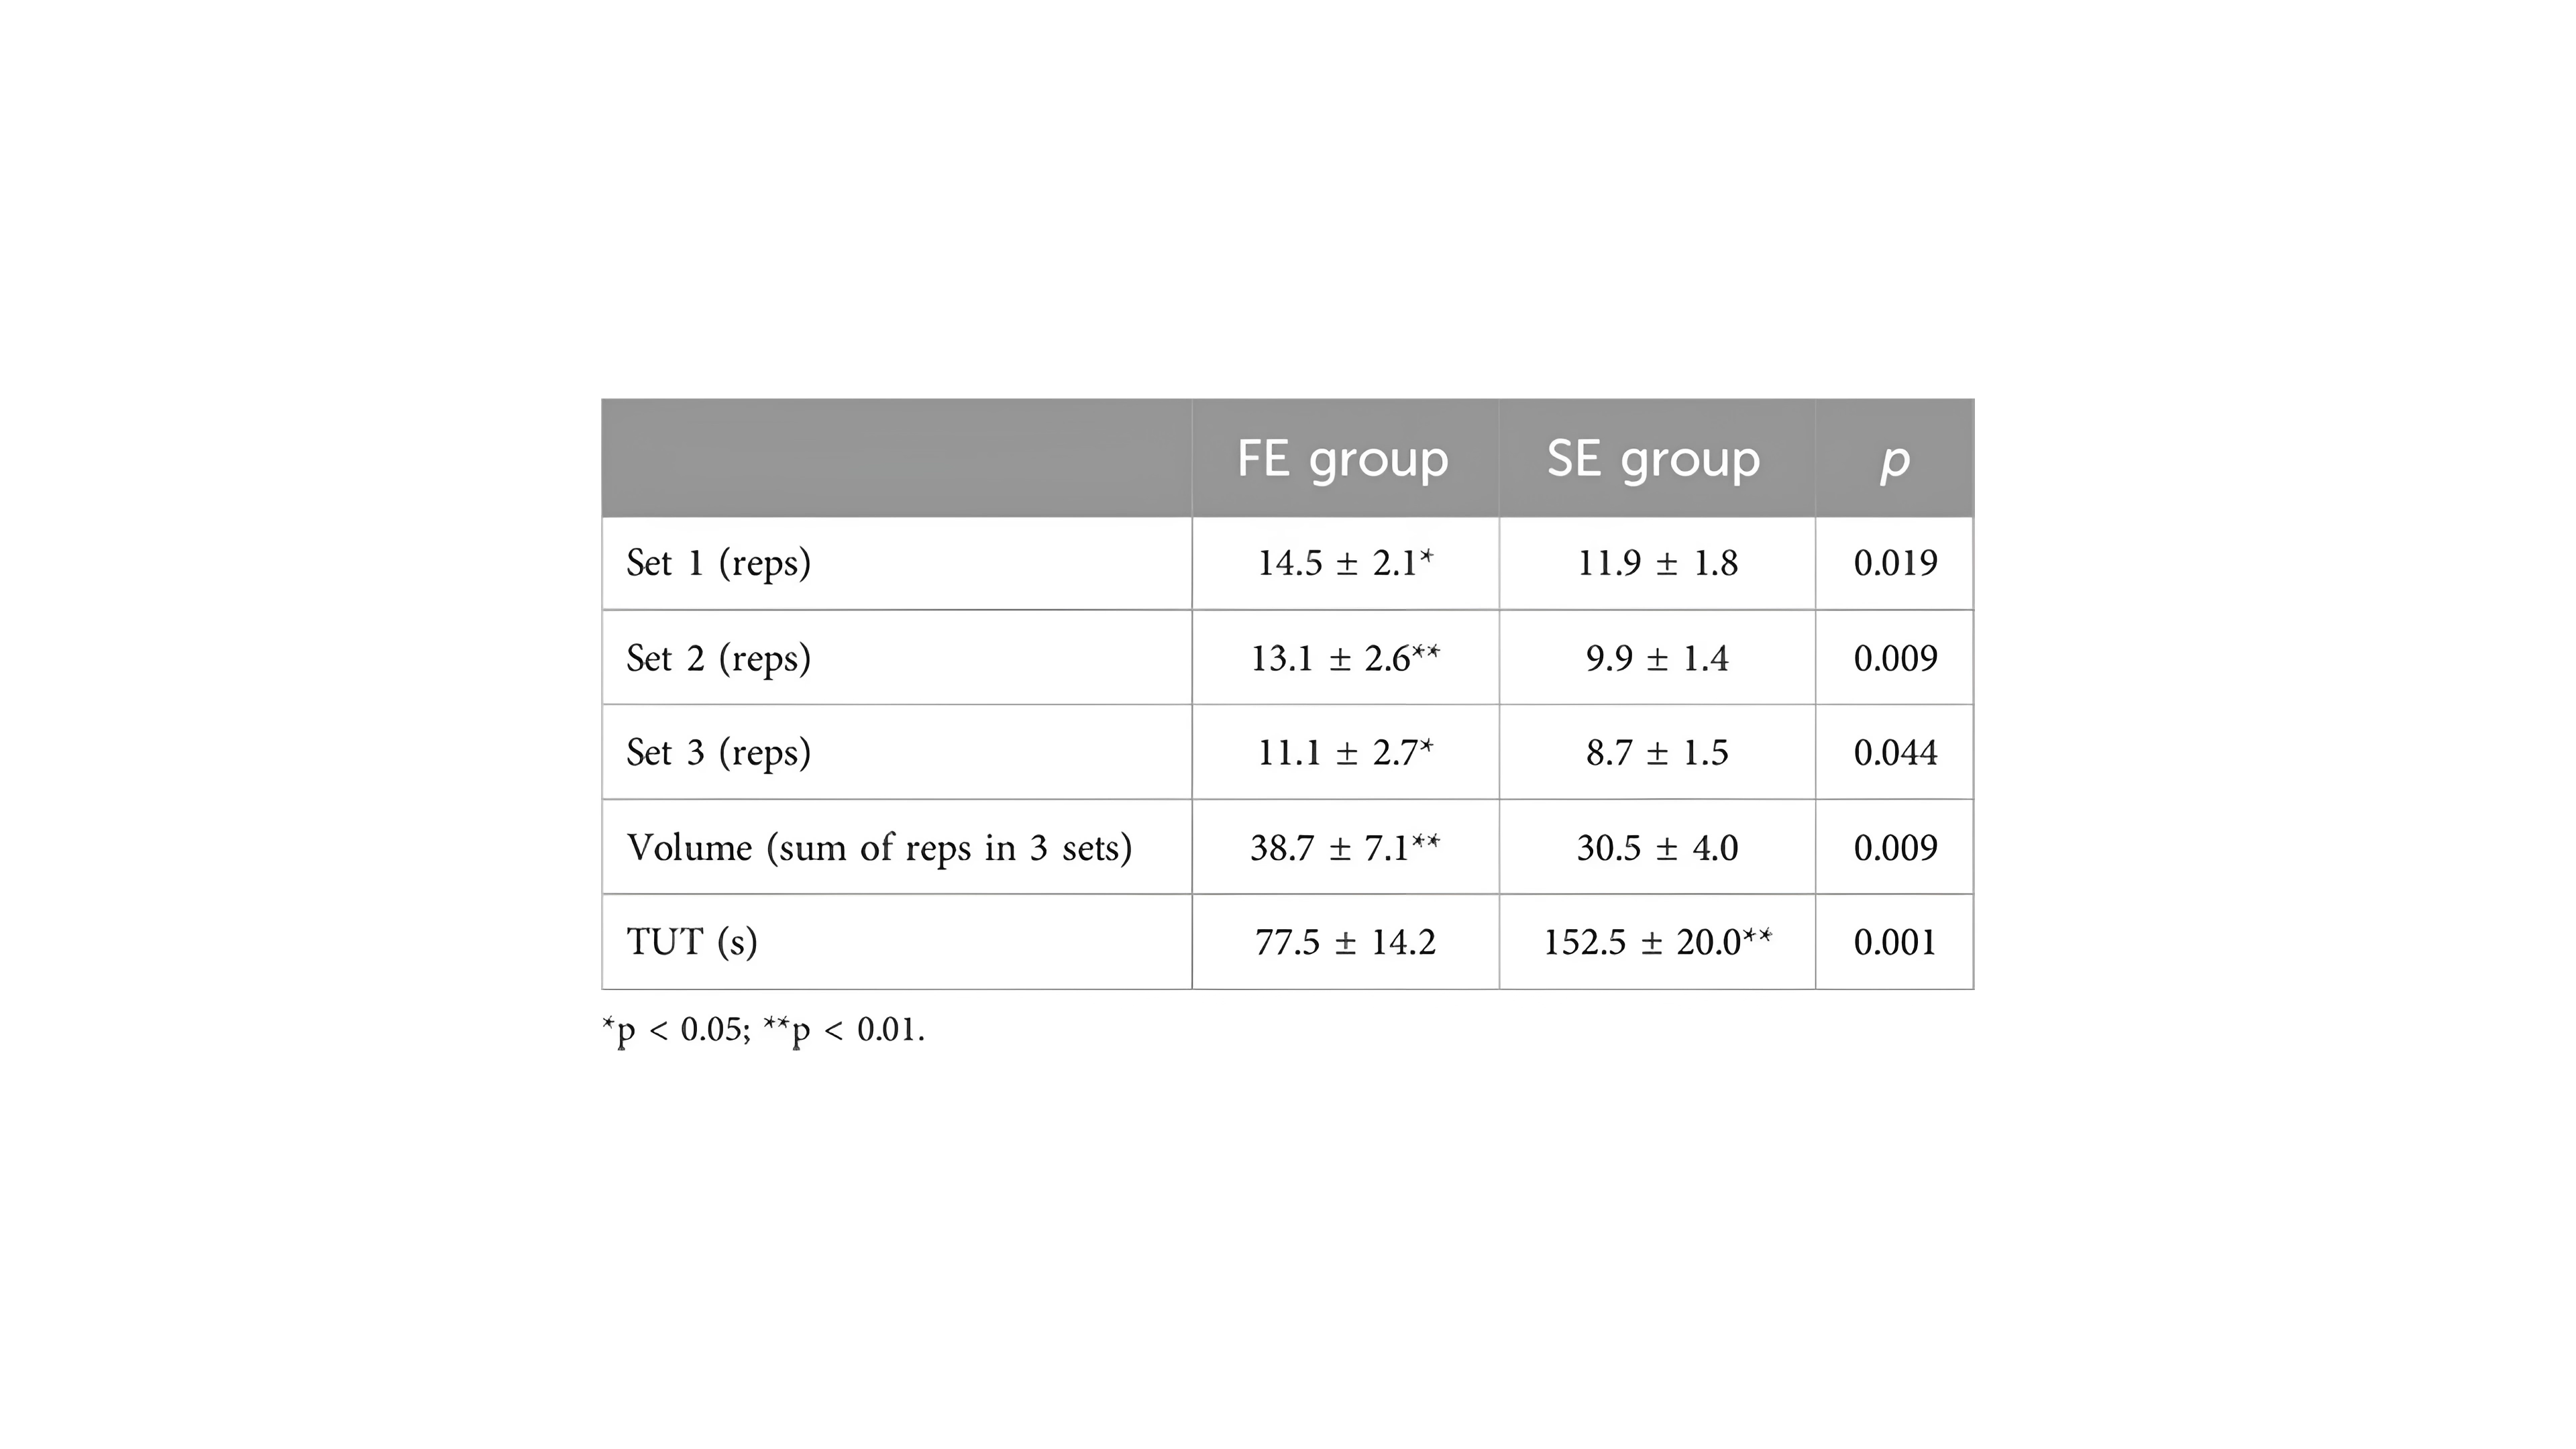 FE group SE group p
Set 1 (reps) 14.5 ± 2.1* 11.9 ± 1.8 0.019
Set 2 (reps) 13.1 ± 2.6** 9.9 ± 1.4 0.009
Set 3 (reps) 11.1 ± 2.7* 8.7 ± 1.5 0.044
Volume (sum of reps in 3 sets) 38.7 ± 7.1** 30.5 ± 4.0 0.009
TUT (s) 77.5 ± 14.2 152.5 ± 20.0** 0.001
*p < 0.05; **p < 0.01.